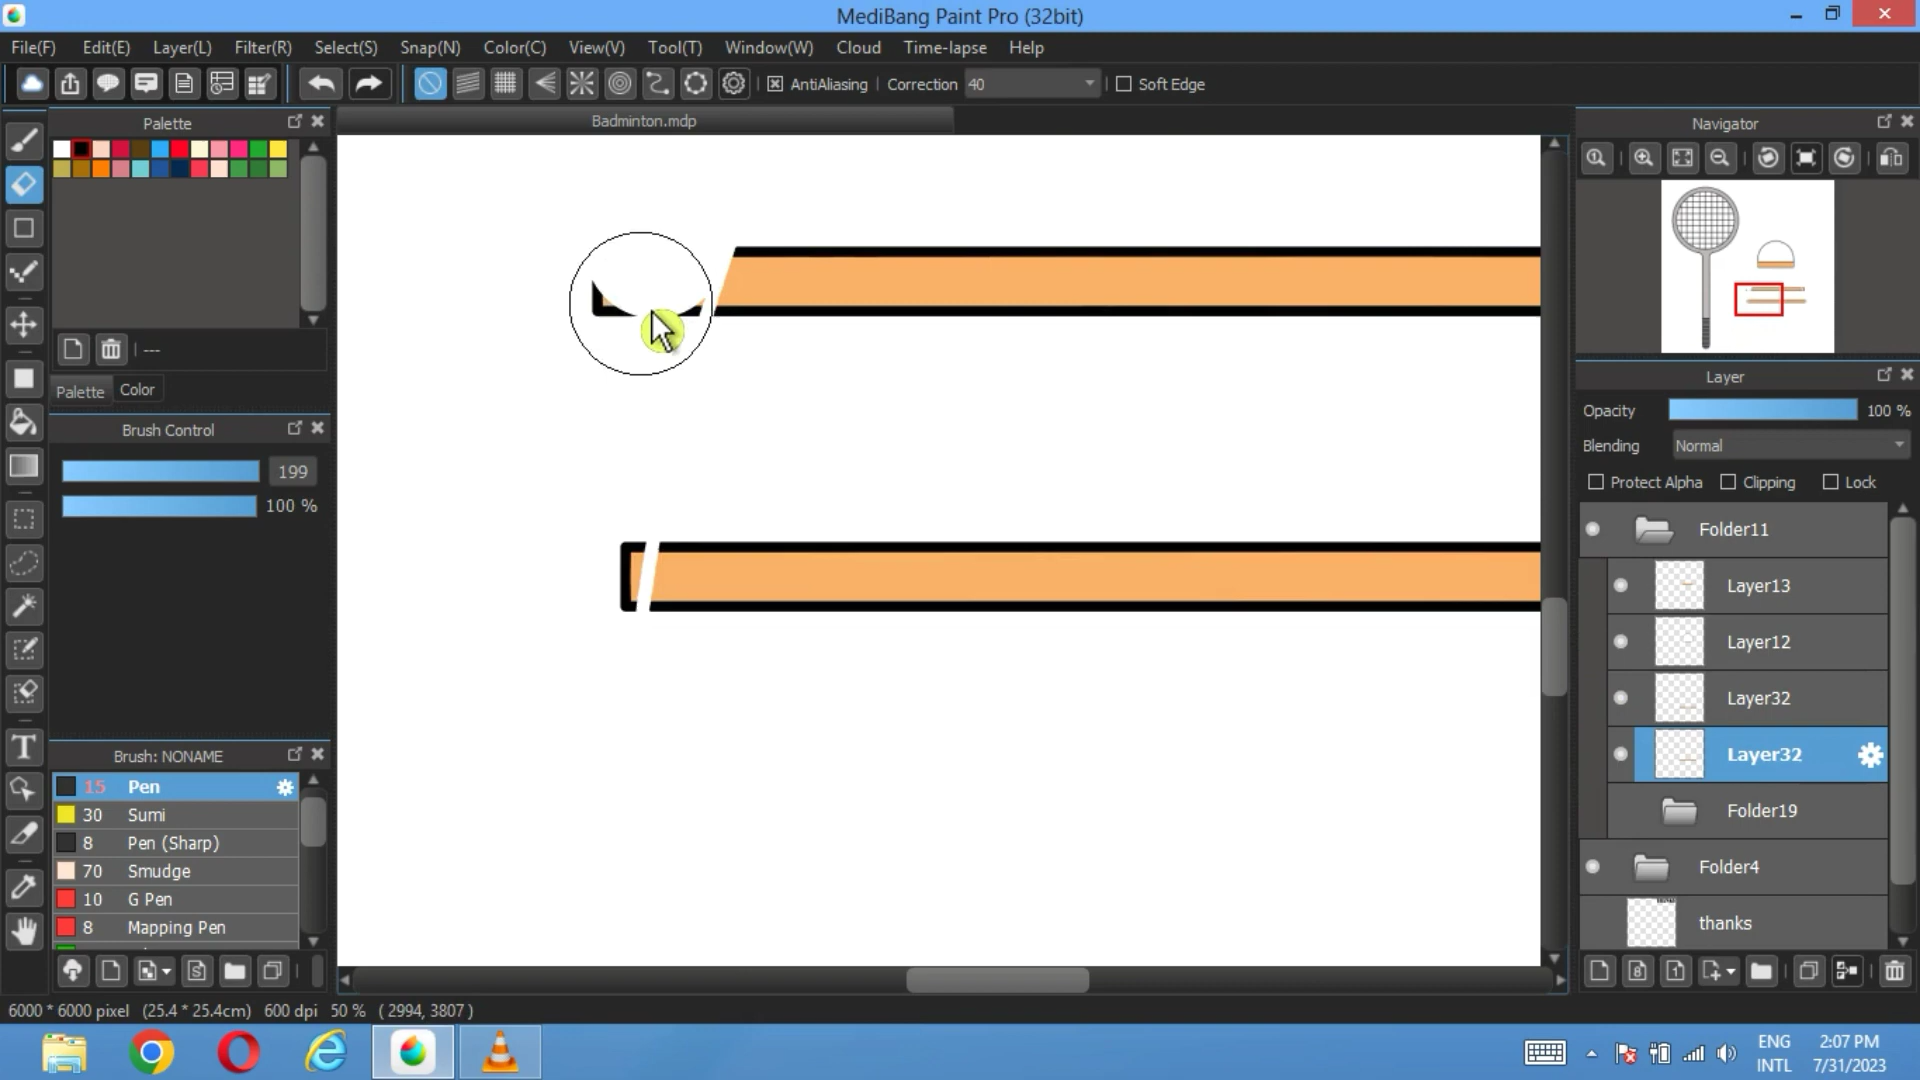 MediBang Paint Pro (32bit)
File(F) Edit(E) Layer(L) Filter(R) Select(S) Snap(N) Color(C) View(V) Tool(T) Window(W) Cloud Time-lapse Help
AntiAliasing Correction 40 Soft Edge
Palette
Badminton.mdp
Navigator
---
Palette Color
Brush Control
199
100 %
Brush: NONAME
15 Pen
30 Sumi
8 Pen (Sharp)
70 Smudge
10 G Pen
8 Mapping Pen
Layer
Opacity 100 %
Blending Normal
Protect Alpha Clipping Lock
Folder11
Layer13
Layer12
Layer32
Layer32
Folder19
Folder4
thanks
6000 * 6000 pixel (25.4 * 25.4cm) 600 dpi 50 % ( 2994, 3807 )
ENG
INTL
2:07 PM
7/31/2023